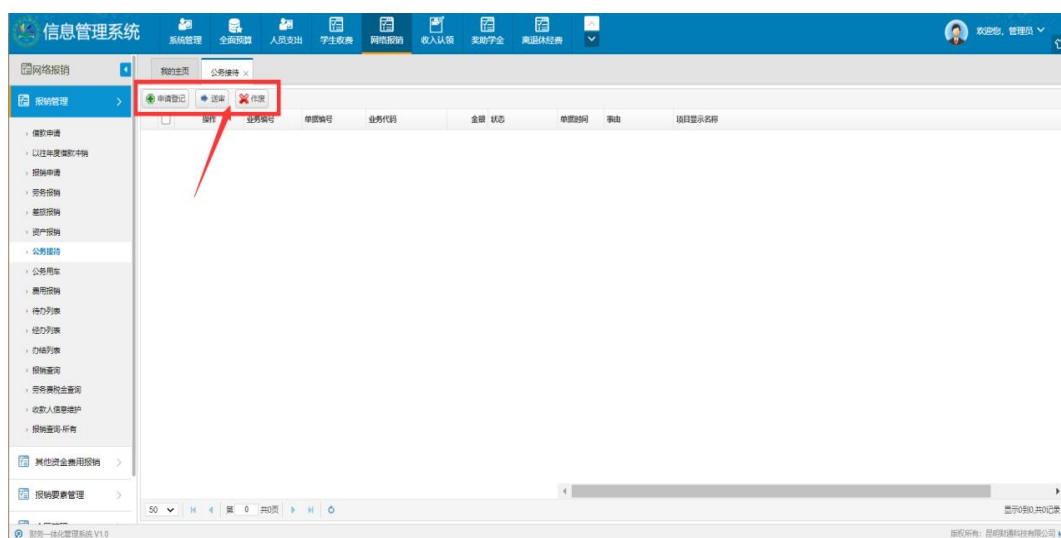 信息管理系统
系统管理 全面预算 人员支出 学生收费 网络报销 收入认领 奖助学金 离退休经费
欢迎您, 管理员
网络报销
我的主页 公务接待 ×
报销管理
申请登记 送审 作废
操作 业务编号 单据编号 业务代码 金额 状态 单据时间 事由 项目显示名称
借款申请
以往年度借款冲销
报销申请
劳务报销
差旅报销
资产报销
公务接待
公务用车
费用报销
待办列表
经办列表
办结列表
报销查询
劳务费税金查询
收款人信息维护
报销查询-所有
其他资金费用报销
报销要素管理
50 第 0 共0页
显示0到0,共0记录
财务一体化管理系统 V1.0
版权所有: 昆明财通科技有限公司